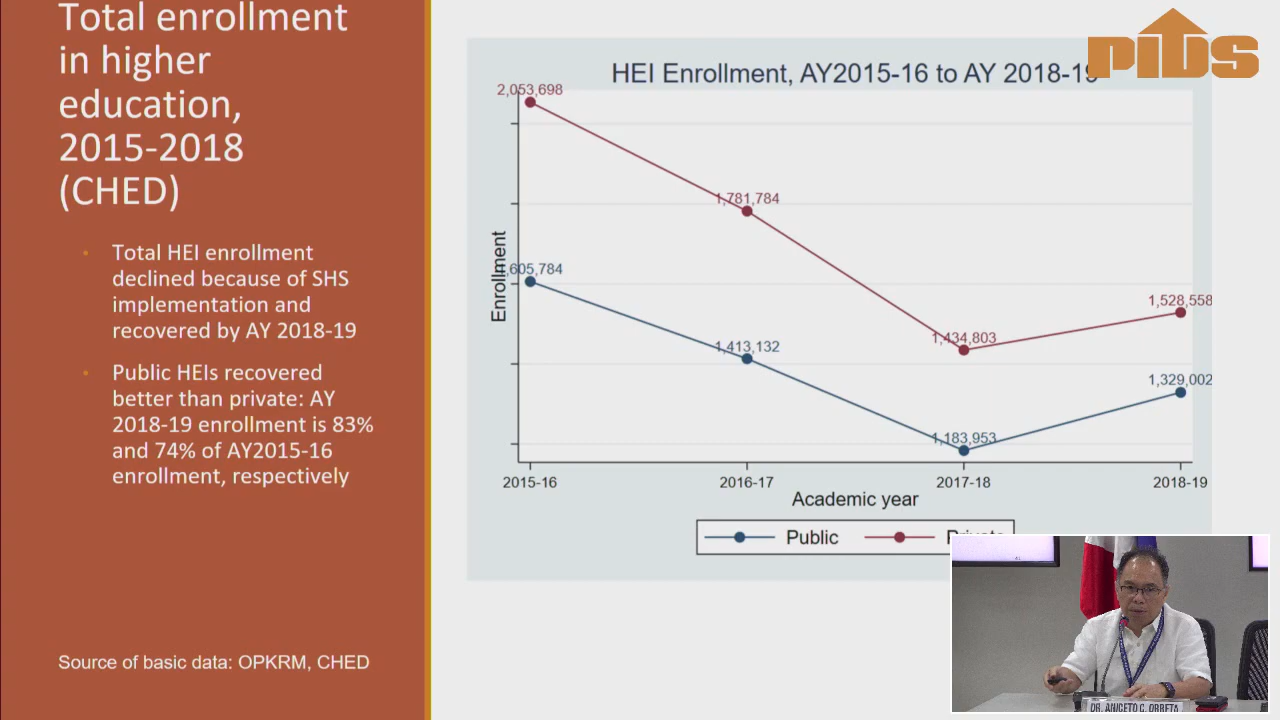 Total enrollment
in higher
education,
2015-2018
(CHED)
Total HEI enrollment
declined because of SHS
implementation and
recovered by AY 2018-19
Public HEIs recovered
better than private: AY
2018-19 enrollment is 83%
and 74% of AY2015-16
enrollment, respectively
Source of basic data: OPKRM, CHED
PIDS
HEI Enrollment, AY2015-16 to AY 2018-19
2,053,698
1,781,784
1,434,803
1,528,558
,605,784
1,413,132
1,183,953
1,329,002
Enrollment
2015-16
2016-17
2017-18
2018-19
Academic year
Public
Private
DR. ANICETO C. ORBETA